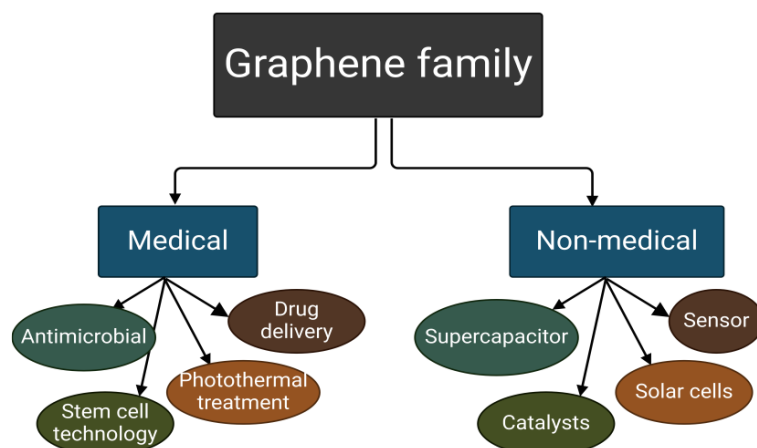 Graphene family
Medical
Non-medical
Antimicrobial
Drug
delivery
Photothermal
treatment
Stem cell
technology
Supercapacitor
Sensor
Solar cells
Catalysts